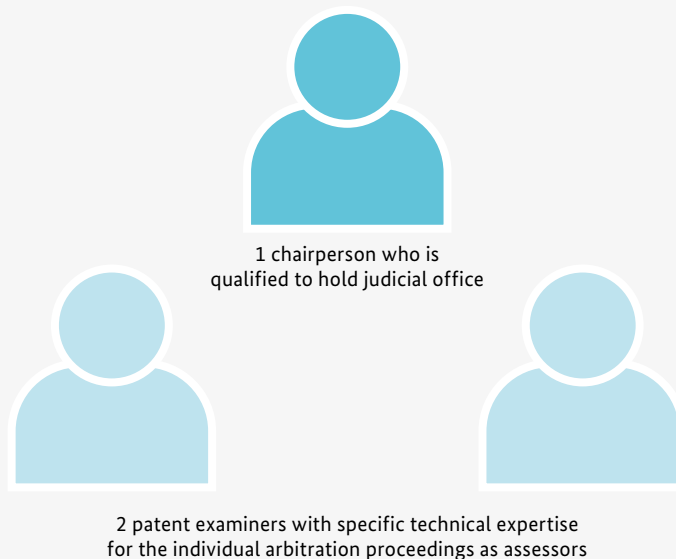 1 chairperson who is
qualified to hold judicial office
2 patent examiners with specific technical expertise
for the individual arbitration proceedings as assessors